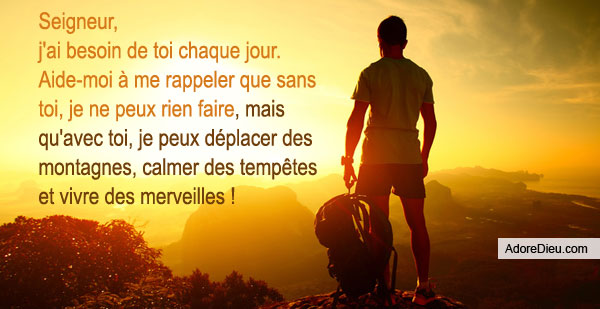 Seigneur,
j'ai besoin de toi chaque jour.
Aide-moi à me rappeler que sans
toi, je ne peux rien faire, mais
qu'avec toi, je peux déplacer des
montagnes, calmer des tempêtes
et vivre des merveilles !
AdoreDieu.com